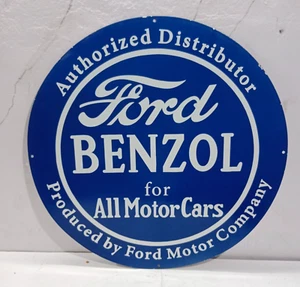 Authorized Distributor
Ford
BENZOL
for
All Motor Cars
Produced by Ford Motor Company